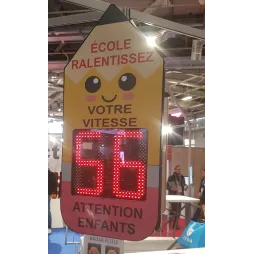 ÉCOLE
RALENTISSEZ
VOTRE
VITESSE
56
ATTENTION
ENFANTS